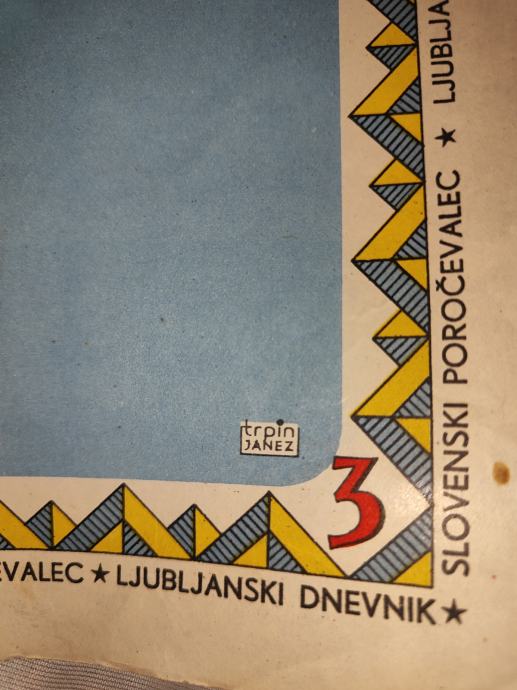 trpin
JANEZ
3
EVALEC ★ LJUBLJANSKI DNEVNIK ★
SLOVENSKI POROČEVALEC ★ LJUBLJA